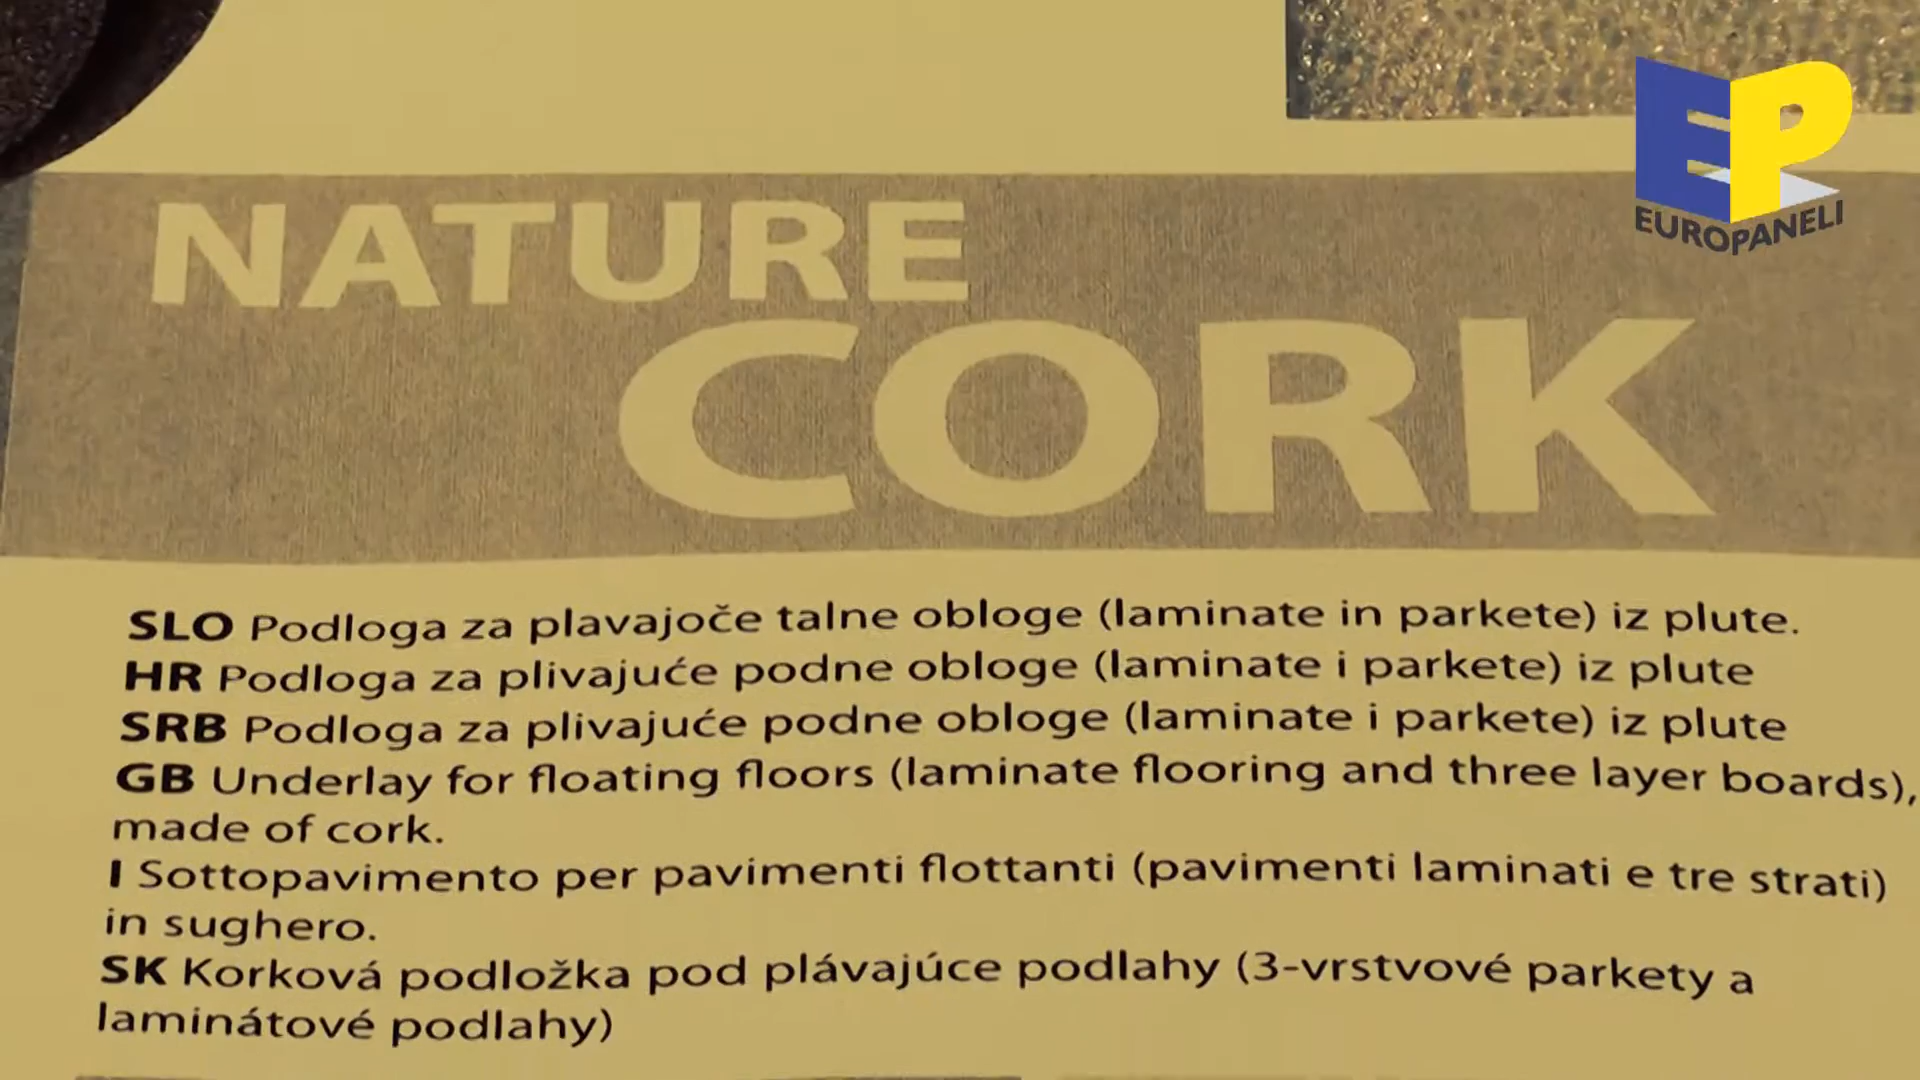 EP
EUROPANELI
NATURE
CORK
SLO Podloga za plavajoče talne obloge (laminate in parkete) iz plute.
HR Podloga za plivajuće podne obloge (laminate i parkete) iz plute
SRB Podloga za plivajuće podne obloge (laminate i parkete) iz plute
GB Underlay for floating floors (laminate flooring and three layer boards),
made of cork.
I Sottopavimento per pavimenti flottanti (pavimenti laminati e tre strati)
in sughero.
SK Korková podložka pod plávajúce podlahy (3-vrstvové parkety a
laminátové podlahy)